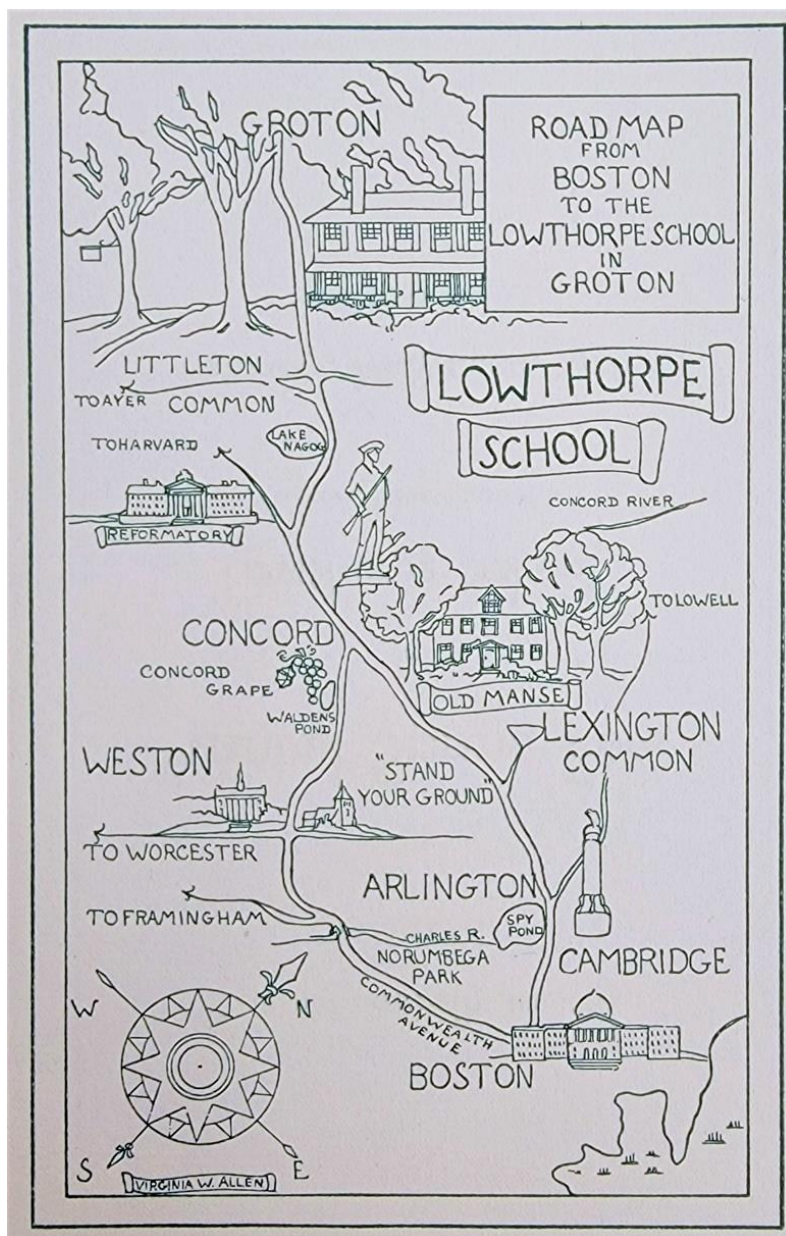 GROTON
ROAD MAP
FROM
BOSTON
TO THE
LOWTHORPE SCHOOL
IN
GROTON
LITTLETON
COMMON
TO AYER
LOWTHORPE
SCHOOL
TO HARVARD
LAKE
NAGOG
REFORMATORY
CONCORD RIVER
TO LOWELL
CONCORD
CONCORD
GRAPE
WALDENS
POND
OLD MANSE
LEXINGTON
COMMON
WESTON
"STAND
YOUR GROUND"
TO WORCESTER
ARLINGTON
TO FRAMINGHAM
SPY
POND
CHARLES R.
NORUMBEGA
PARK
CAMBRIDGE
COMMONWEALTH
AVENUE
BOSTON
W
N
S
E
VIRGINIA W. ALLEN